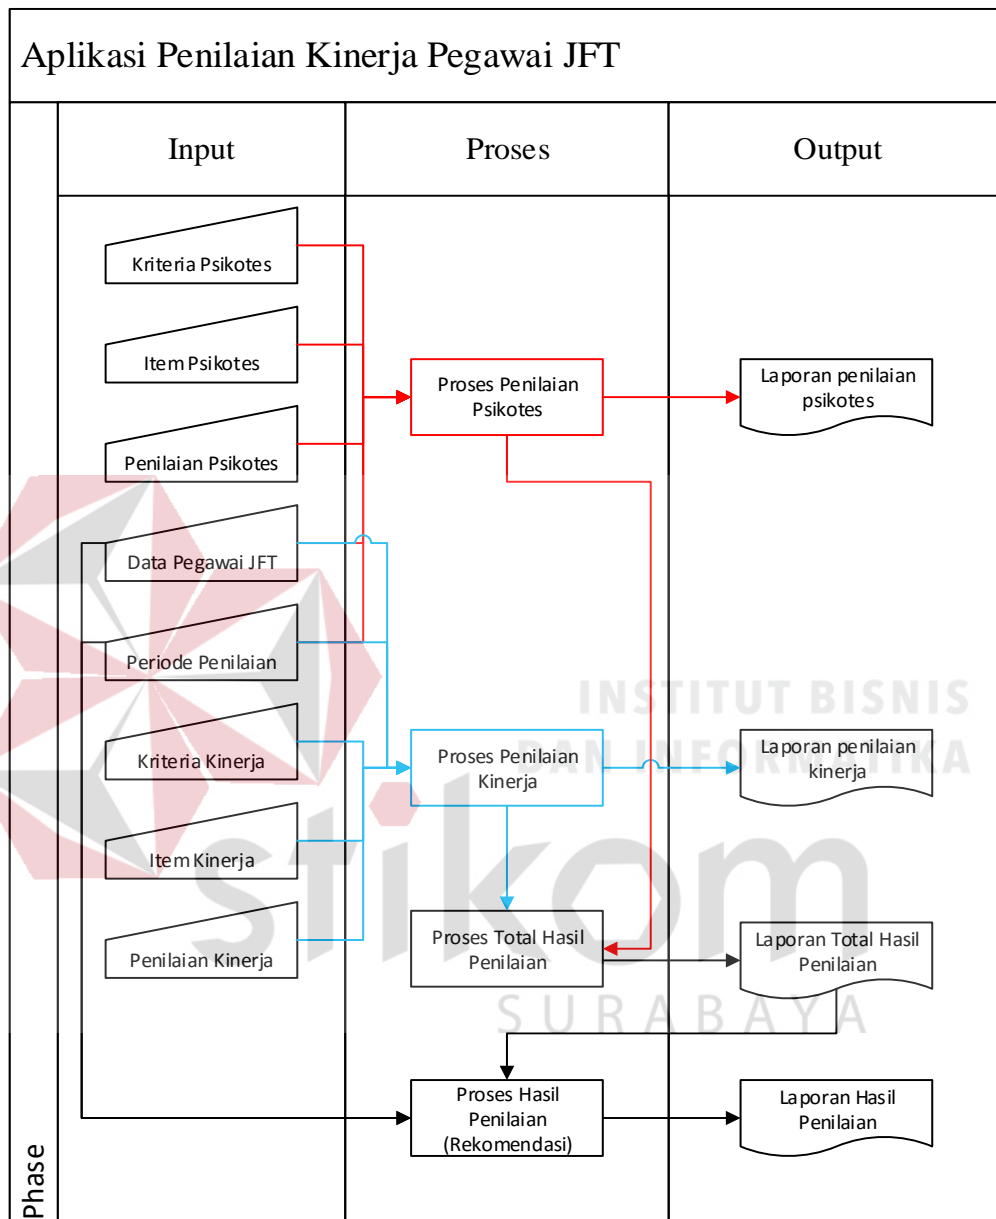 Aplikasi Penilaian Kinerja Pegawai JFT
Input
Proses
Output
Kriteria Psikotes
Item Psikotes
Penilaian Psikotes
Data Pegawai JFT
Periode Penilaian
Kriteria Kinerja
Item Kinerja
Penilaian Kinerja
Proses Penilaian
Psikotes
Proses Penilaian
Kinerja
Proses Total Hasil
Penilaian
Proses Hasil
Penilaian
(Rekomendasi)
Laporan penilaian
psikotes
Laporan penilaian
kinerja
Laporan Total Hasil
Penilaian
Laporan Hasil
Penilaian
Phase
INSTITUT BISNIS
DAN INFORMATIKA
stikom
SURABAYA